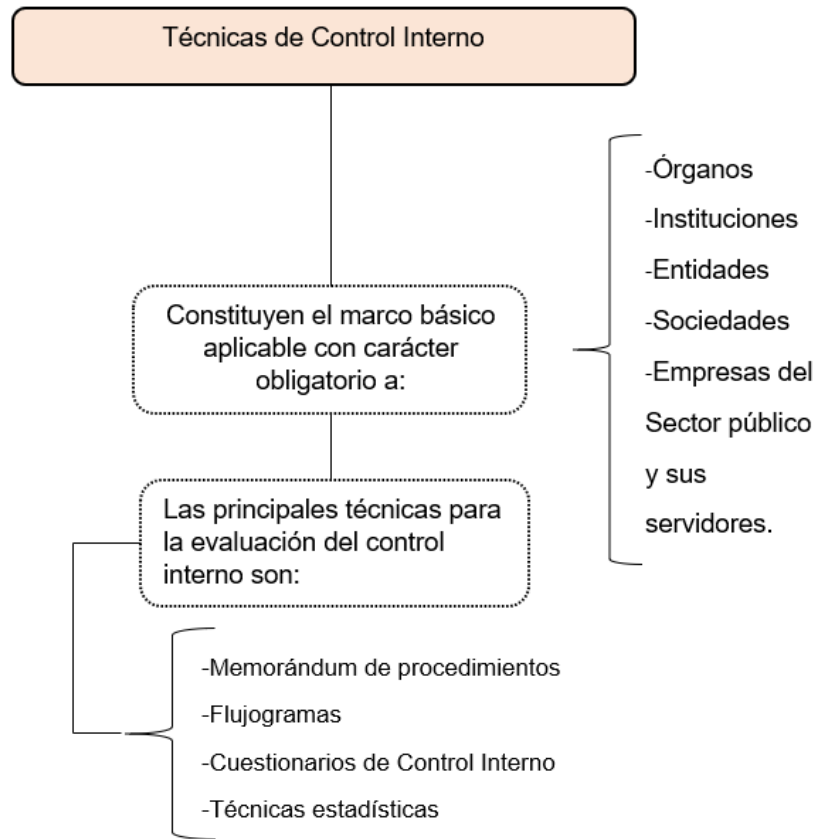 Técnicas de Control Interno
Constituyen el marco básico
aplicable con carácter
obligatorio a:
-Órganos
-Instituciones
-Entidades
-Sociedades
-Empresas del
Sector público
y sus
servidores.
Las principales técnicas para
la evaluación del control
interno son:
-Memorándum de procedimientos
-Flujogramas
-Cuestionarios de Control Interno
-Técnicas estadísticas